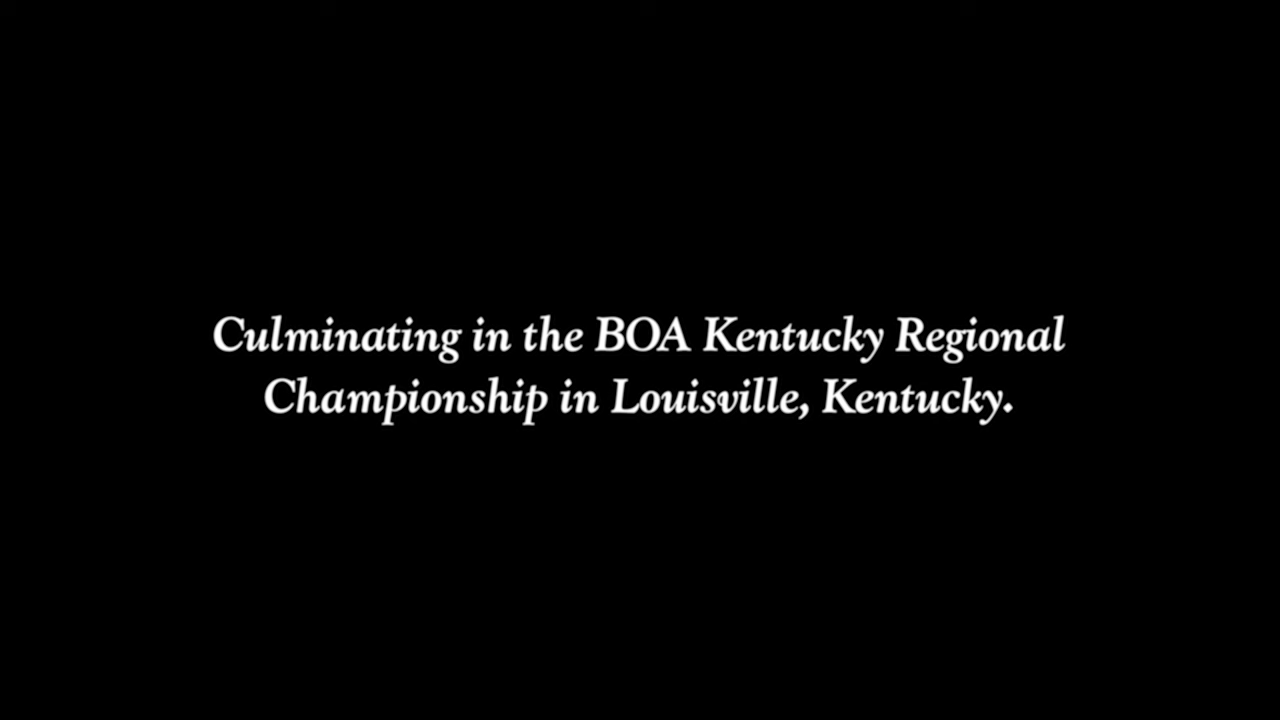 Culminating in the BOA Kentucky Regional
Championship in Louisville, Kentucky.